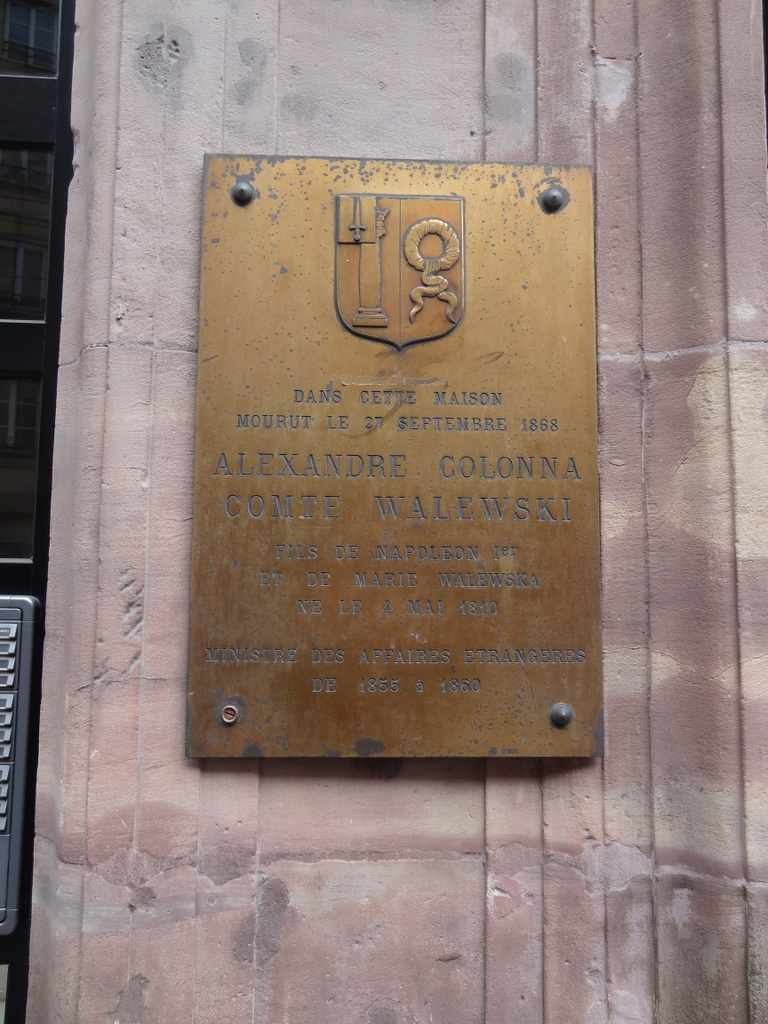 DANS CETTE MAISON
MOURUT LE 27 SEPTEMBRE 1868
ALEXANDRE COLONNA
COMTE WALEWSKI
FILS DE NAPOLEON Ier
ET DE MARIE WALEWSKA
NE LE 4 MAI 1810
MINISTRE DES AFFAIRES ETRANGERES
DE 1855 à 1860